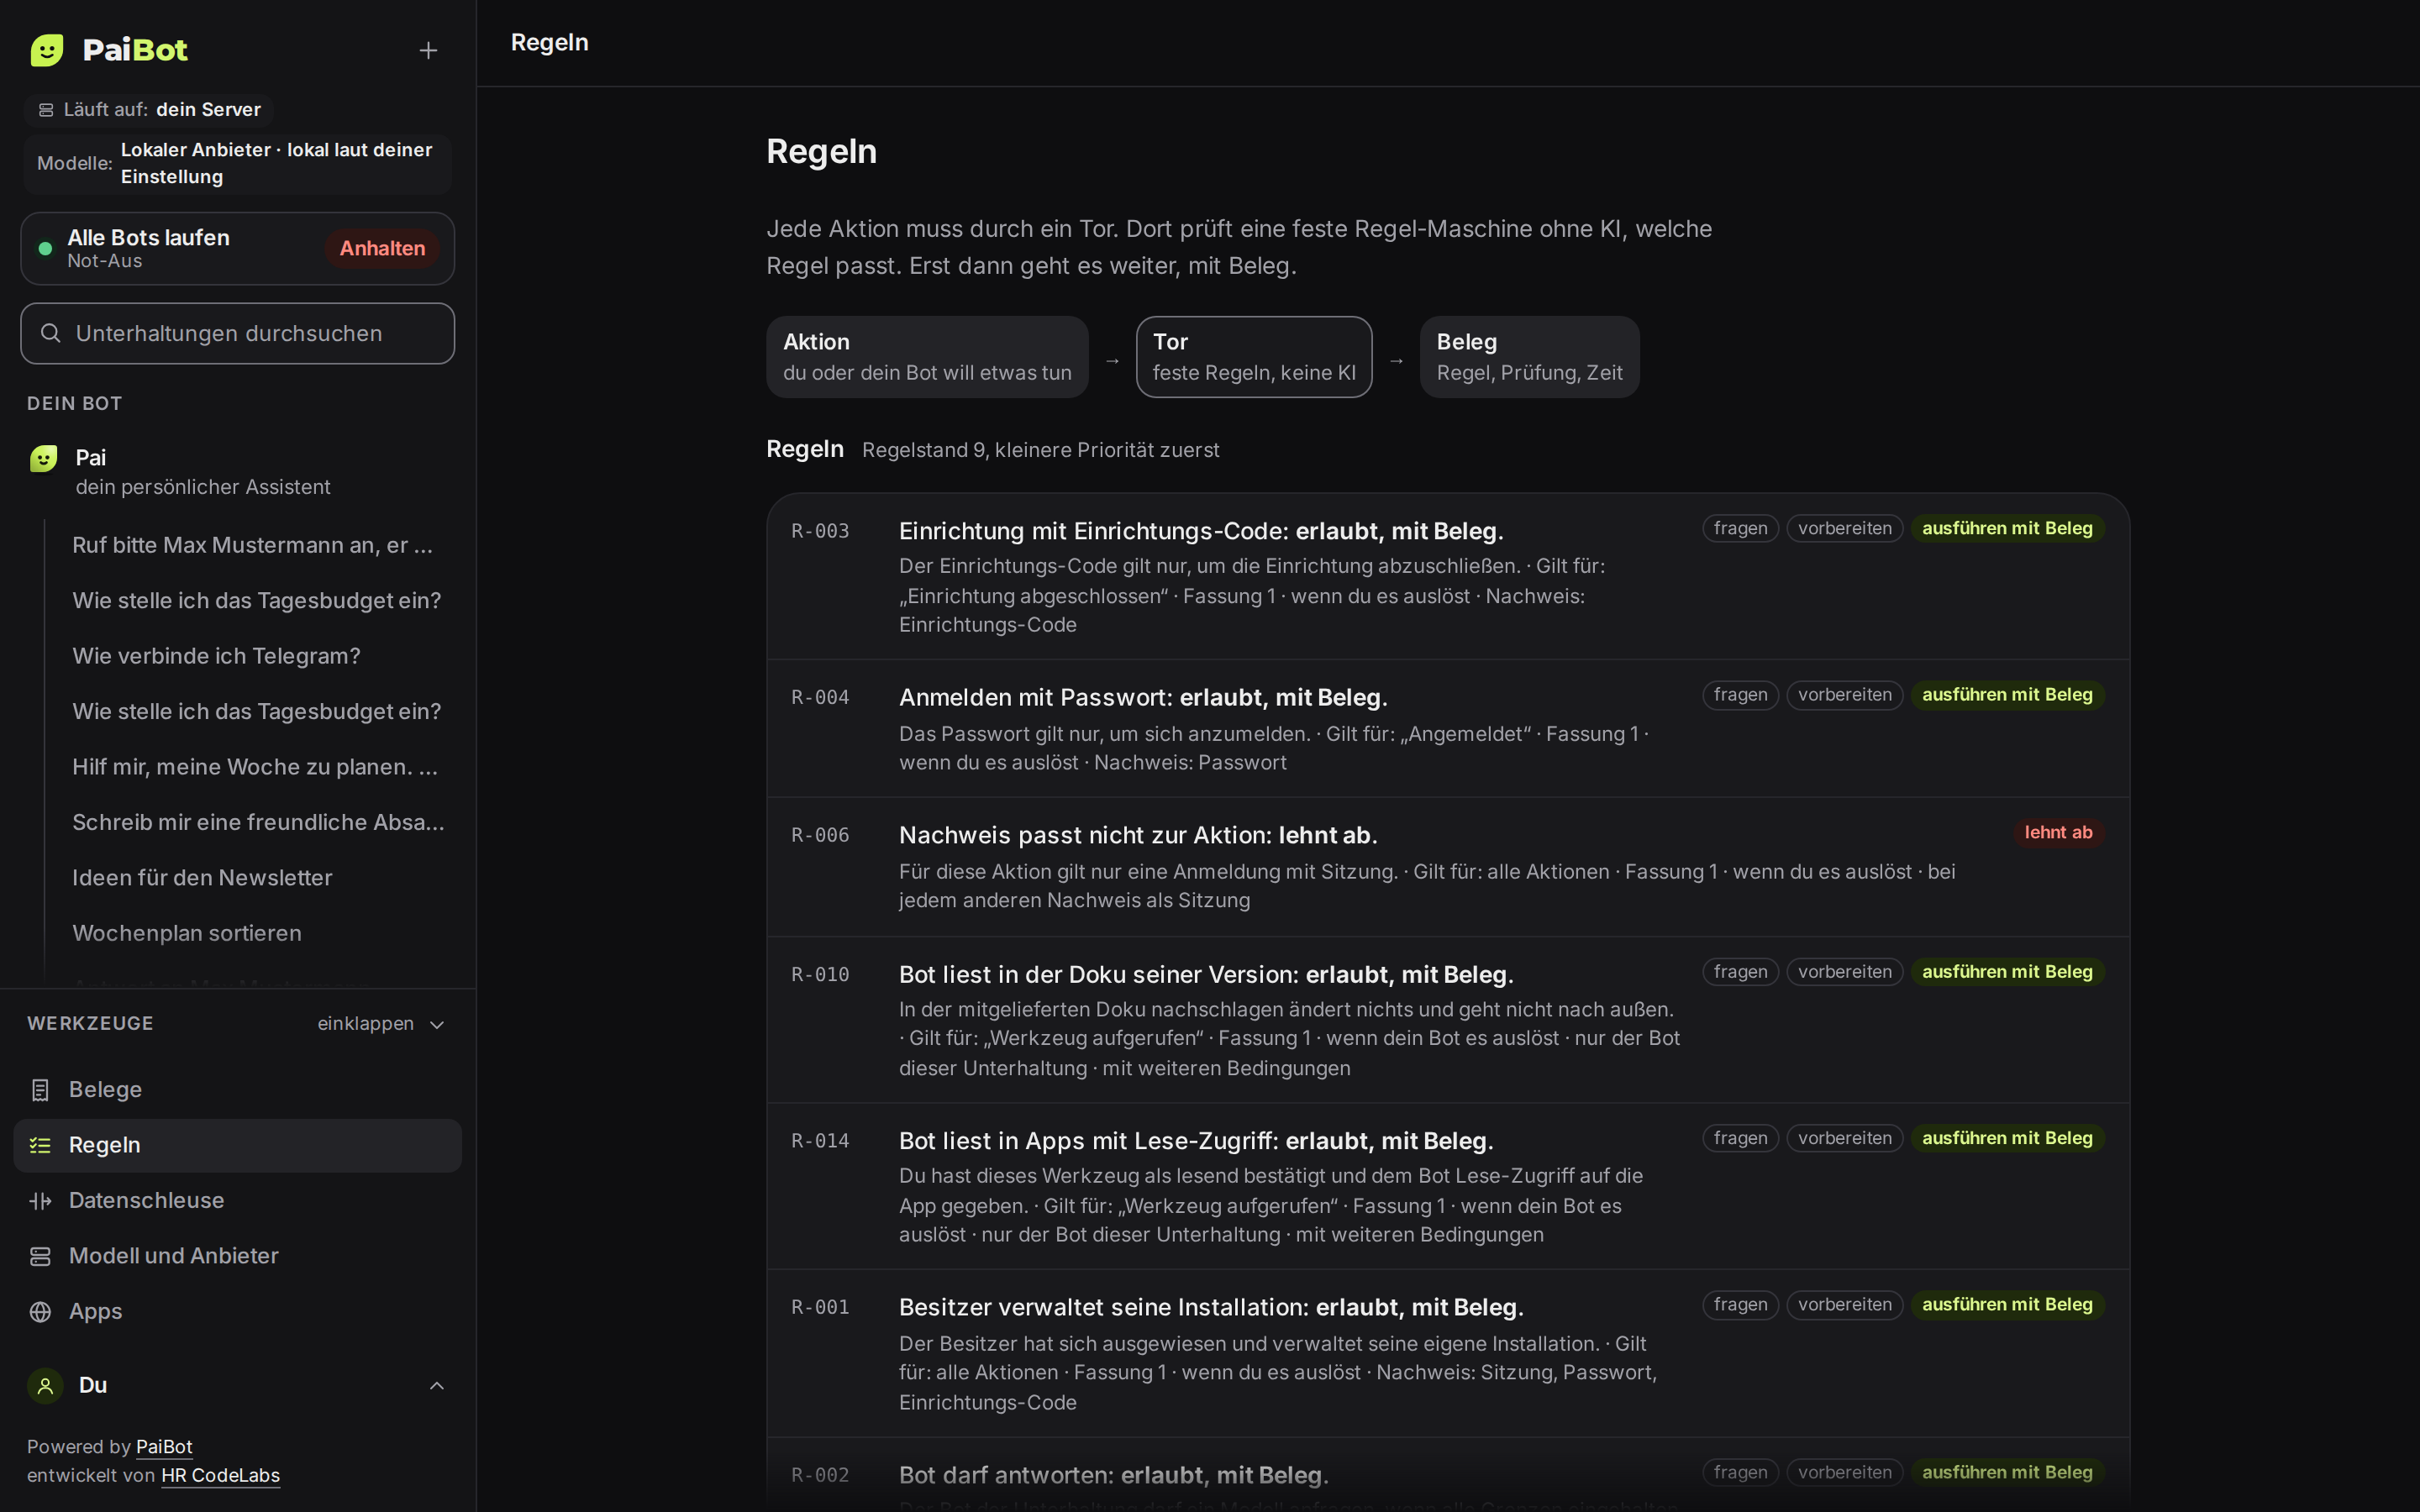 PaiBot
Läuft auf: dein Server
Modelle: Lokaler Anbieter · lokal laut deiner
Einstellung
Alle Bots laufen
Not-Aus
Anhalten
Unterhaltungen durchsuchen
DEIN BOT
Pai
dein persönlicher Assistent
Ruf bitte Max Mustermann an, er ...
Wie stelle ich das Tagesbudget ein?
Wie verbinde ich Telegram?
Wie stelle ich das Tagesbudget ein?
Hilf mir, meine Woche zu planen. ...
Schreib mir eine freundliche Absa...
Ideen für den Newsletter
Wochenplan sortieren
WERKZEUGE
einklappen
Belege
Regeln
Datenschleuse
Modell und Anbieter
Apps
Du
Powered by PaiBot
entwickelt von HR CodeLabs
Regeln
Regeln
Jede Aktion muss durch ein Tor. Dort prüft eine feste Regel-Maschine ohne KI, welche
Regel passt. Erst dann geht es weiter, mit Beleg.
Aktion
du oder dein Bot will etwas tun
→
Tor
feste Regeln, keine KI
→
Beleg
Regel, Prüfung, Zeit
Regeln Regelstand 9, kleinere Priorität zuerst
R-003 Einrichtung mit Einrichtungs-Code: erlaubt, mit Beleg. fragen vorbereiten ausführen mit Beleg
Der Einrichtungs-Code gilt nur, um die Einrichtung abzuschließen. · Gilt für:
„Einrichtung abgeschlossen“ · Fassung 1 · wenn du es auslöst · Nachweis:
Einrichtungs-Code
R-004 Anmelden mit Passwort: erlaubt, mit Beleg. fragen vorbereiten ausführen mit Beleg
Das Passwort gilt nur, um sich anzumelden. · Gilt für: „Angemeldet“ · Fassung 1 ·
wenn du es auslöst · Nachweis: Passwort
R-006 Nachweis passt nicht zur Aktion: lehnt ab. lehnt ab
Für diese Aktion gilt nur eine Anmeldung mit Sitzung. · Gilt für: alle Aktionen · Fassung 1 · wenn du es auslöst · bei
jedem anderen Nachweis als Sitzung
R-010 Bot liest in der Doku seiner Version: erlaubt, mit Beleg. fragen vorbereiten ausführen mit Beleg
In der mitgelieferten Doku nachschlagen ändert nichts und geht nicht nach außen.
· Gilt für: „Werkzeug aufgerufen“ · Fassung 1 · wenn dein Bot es auslöst · nur der Bot
dieser Unterhaltung · mit weiteren Bedingungen
R-014 Bot liest in Apps mit Lese-Zugriff: erlaubt, mit Beleg. fragen vorbereiten ausführen mit Beleg
Du hast dieses Werkzeug als lesend bestätigt und dem Bot Lese-Zugriff auf die
App gegeben. · Gilt für: „Werkzeug aufgerufen“ · Fassung 1 · wenn dein Bot es
auslöst · nur der Bot dieser Unterhaltung · mit weiteren Bedingungen
R-001 Besitzer verwaltet seine Installation: erlaubt, mit Beleg. fragen vorbereiten ausführen mit Beleg
Der Besitzer hat sich ausgewiesen und verwaltet seine eigene Installation. · Gilt
für: alle Aktionen · Fassung 1 · wenn du es auslöst · Nachweis: Sitzung, Passwort,
Einrichtungs-Code
R-002 Bot darf antworten: erlaubt, mit Beleg. fragen vorbereiten ausführen mit Beleg